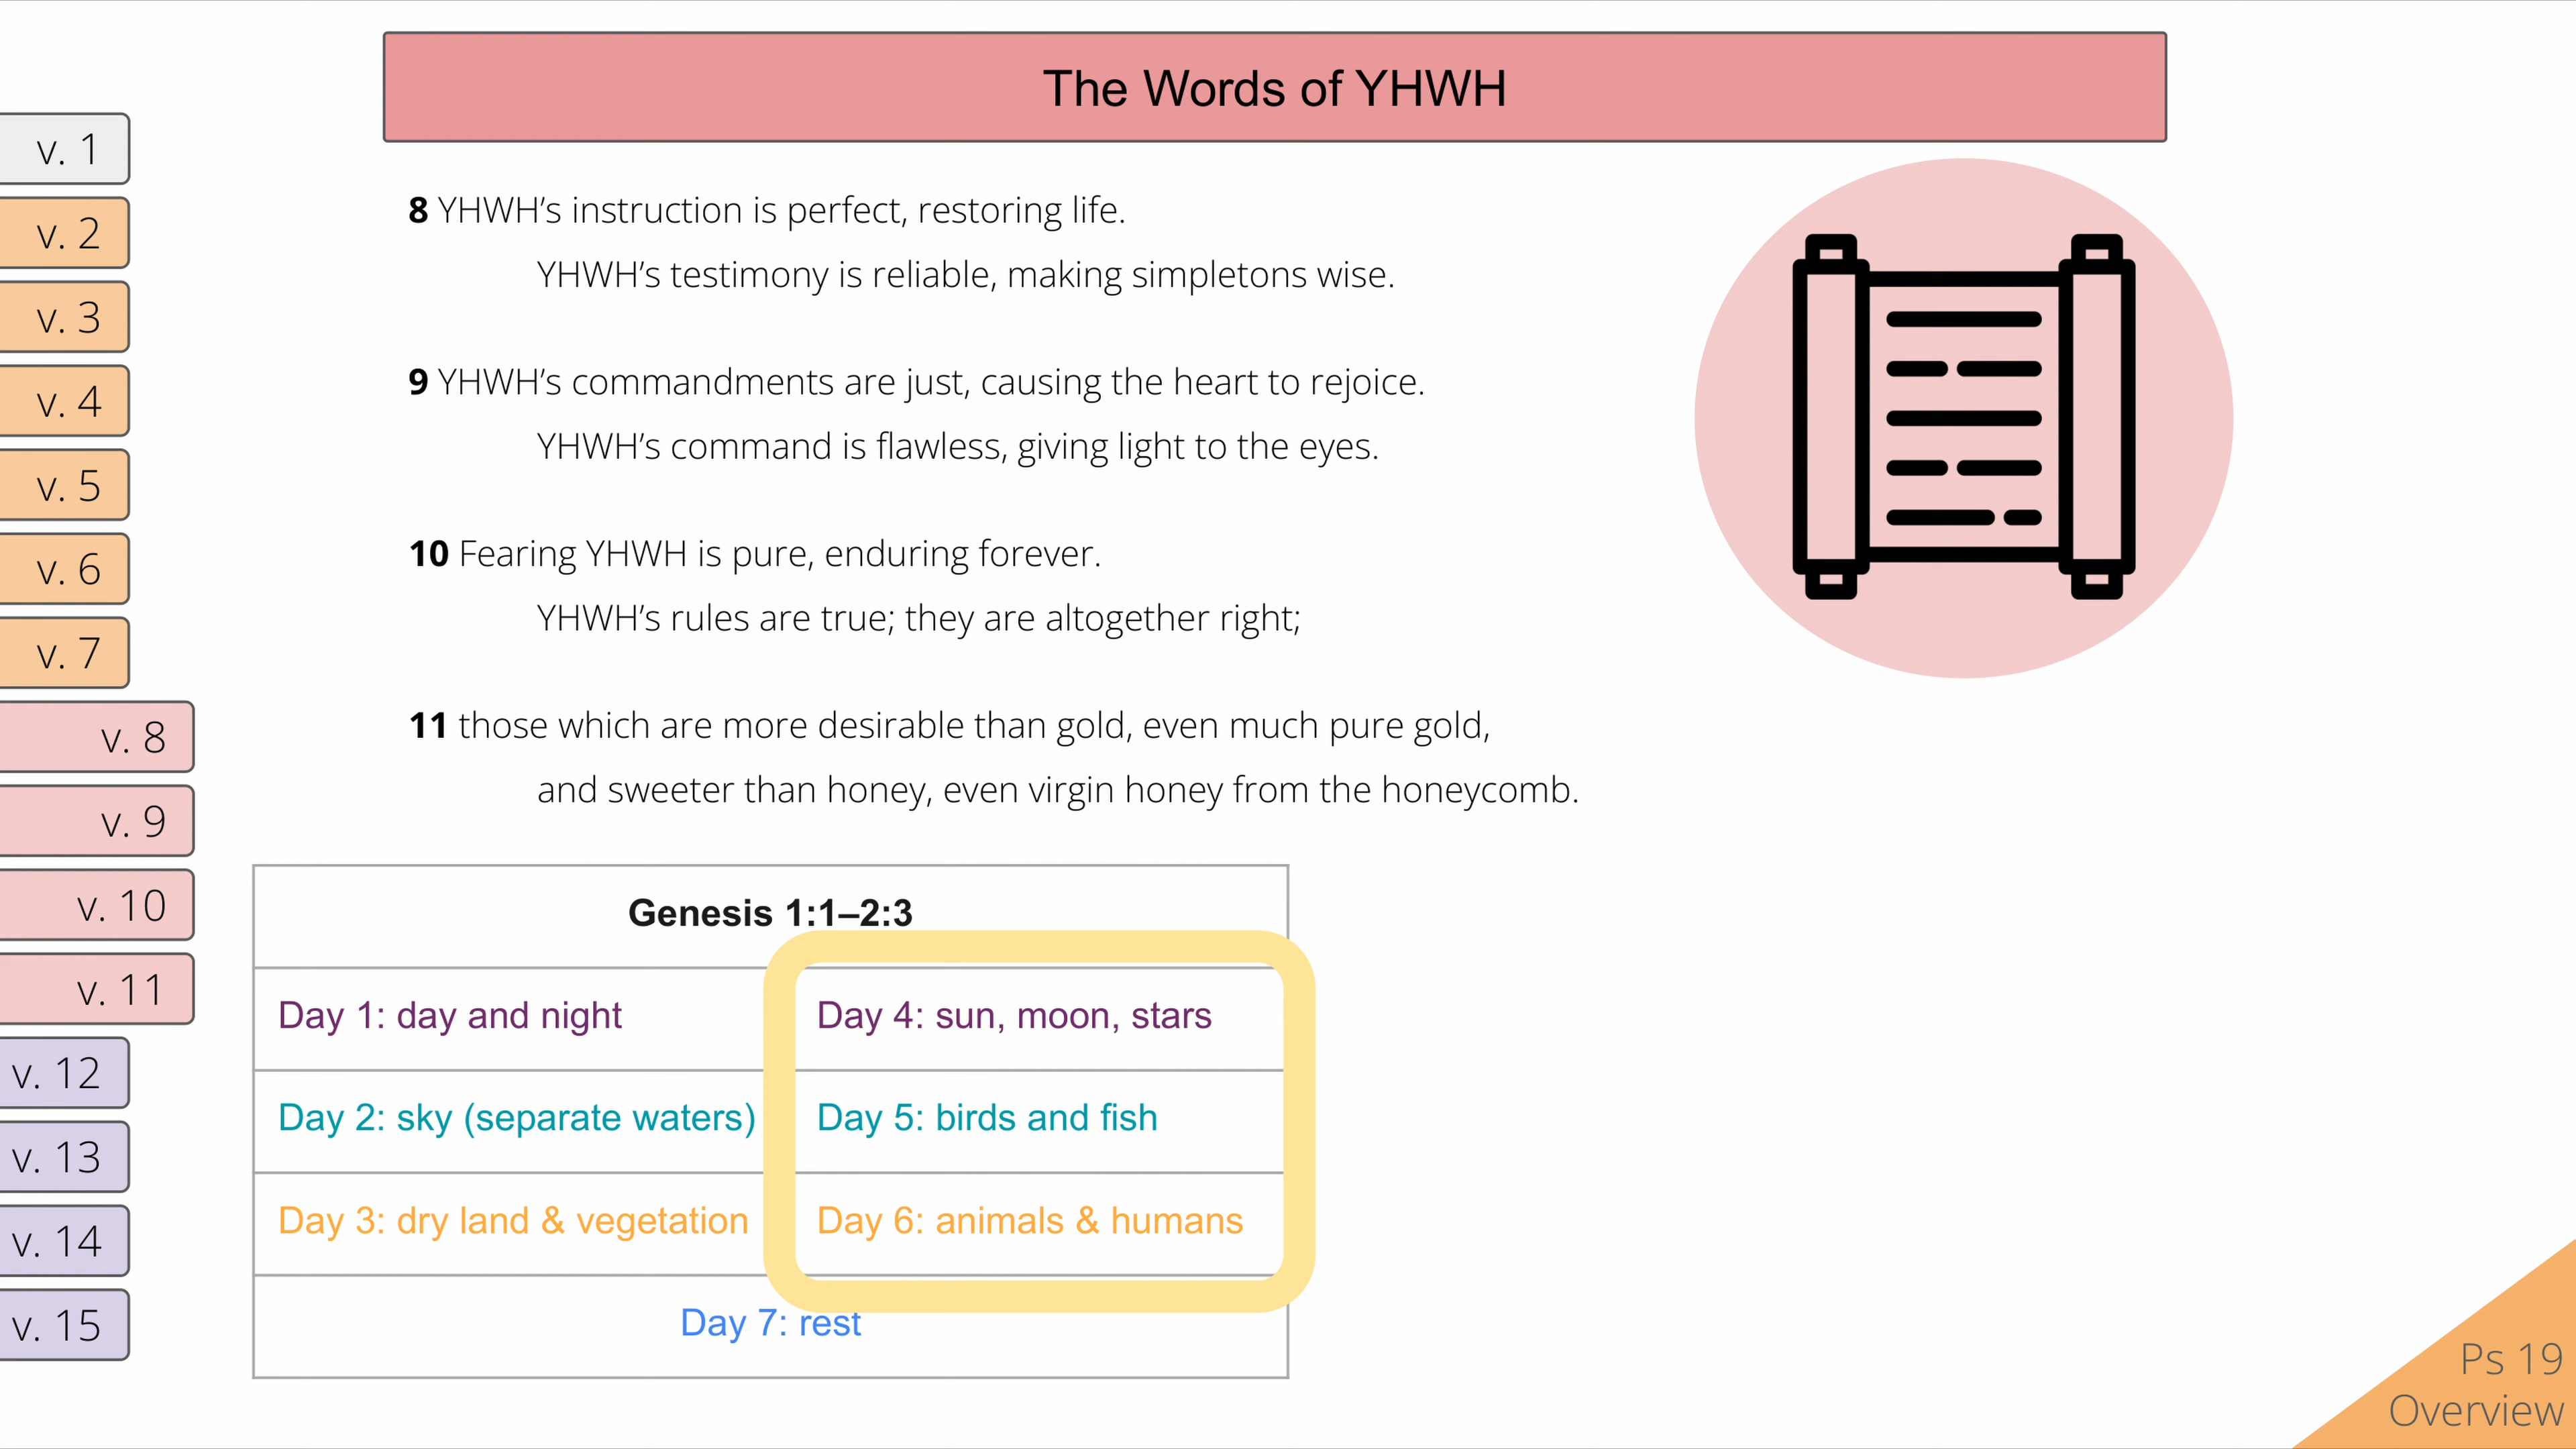 The Words of YHWH
v. 1
v. 2
v. 3
v. 4
v. 5
v. 6
v. 7
v. 8
v. 9
v. 10
v. 11
v. 12
v. 13
v. 14
v. 15
8 YHWH’s instruction is perfect, restoring life.
YHWH’s testimony is reliable, making simpletons wise.
9 YHWH’s commandments are just, causing the heart to rejoice.
YHWH’s command is flawless, giving light to the eyes.
10 Fearing YHWH is pure, enduring forever.
YHWH’s rules are true; they are altogether right;
11 those which are more desirable than gold, even much pure gold,
and sweeter than honey, even virgin honey from the honeycomb.
Genesis 1:1–2:3
Day 1: day and night
Day 4: sun, moon, stars
Day 2: sky (separate waters)
Day 5: birds and fish
Day 3: dry land & vegetation
Day 6: animals & humans
Day 7: rest
Ps 19
Overview